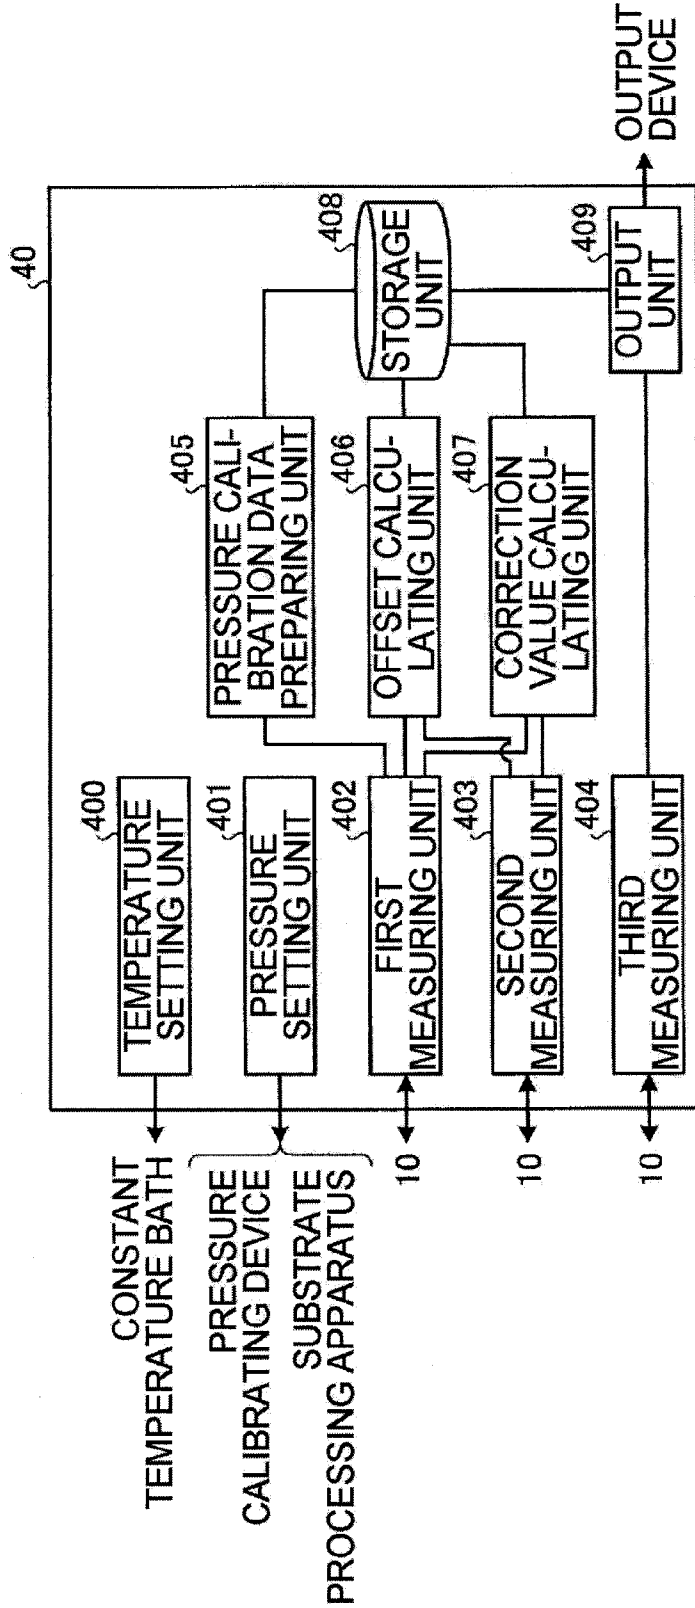 40
CONSTANT
TEMPERATURE BATH
PRESSURE
CALIBRATING DEVICE
SUBSTRATE
PROCESSING APPARATUS
10
10
10
400
TEMPERATURE
SETTING UNIT
401
PRESSURE
SETTING UNIT
402
FIRST
MEASURING UNIT
403
SECOND
MEASURING UNIT
404
THIRD
MEASURING UNIT
405
PRESSURE CALI-
BRATION DATA
PREPARING UNIT
406
OFFSET CALCU-
LATING UNIT
407
CORRECTION
VALUE CALCU-
LATING UNIT
408
STORAGE
UNIT
409
OUTPUT
UNIT
OUTPUT
DEVICE